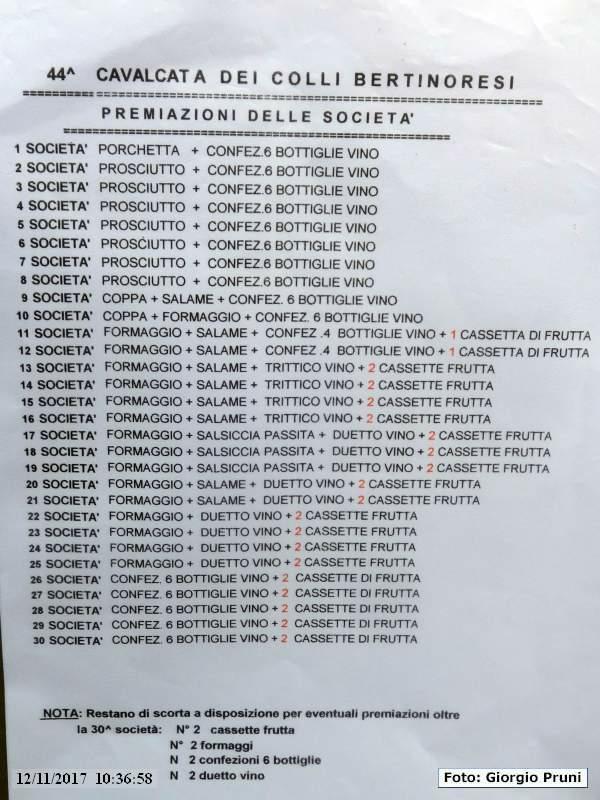 44^ CAVALCATA DEI COLLI BERTINORESI
PREMIAZIONI DELLE SOCIETA'
1 SOCIETA' PORCHETTA + CONFEZ.6 BOTTIGLIE VINO
2 SOCIETA' PROSCIUTTO + CONFEZ.6 BOTTIGLIE VINO
3 SOCIETA' PROSCIUTTO + CONFEZ.6 BOTTIGLIE VINO
4 SOCIETA' PROSCIUTTO + CONFEZ.6 BOTTIGLIE VINO
5 SOCIETA' PROSCIUTTO + CONFEZ.6 BOTTIGLIE VINO
6 SOCIETA' PROSCIUTTO + CONFEZ.6 BOTTIGLIE VINO
7 SOCIETA' PROSCIUTTO + CONFEZ.6 BOTTIGLIE VINO
8 SOCIETA' PROSCIUTTO + CONFEZ.6 BOTTIGLIE VINO
9 SOCIETA' COPPA + SALAME + CONFEZ. 6 BOTTIGLIE VINO
10 SOCIETA' COPPA + FORMAGGIO + CONFEZ. 6 BOTTIGLIE VINO
11 SOCIETA' FORMAGGIO + SALAME + CONFEZ .4 BOTTIGLIE VINO + 1 CASSETTA DI FRUTTA
12 SOCIETA' FORMAGGIO + SALAME + CONFEZ .4 BOTTIGLIE VINO + 1 CASSETTA DI FRUTTA
13 SOCIETA' FORMAGGIO + SALAME + TRITTICO VINO + 2 CASSETTE FRUTTA
14 SOCIETA' FORMAGGIO + SALAME + TRITTICO VINO + 2 CASSETTE FRUTTA
15 SOCIETA' FORMAGGIO + SALAME + TRITTICO VINO + 2 CASSETTE FRUTTA
16 SOCIETA' FORMAGGIO + SALAME + TRITTICO VINO + 2 CASSETTE FRUTTA
17 SOCIETA' FORMAGGIO + SALSICCIA PASSITA + DUETTO VINO + 2 CASSETTE FRUTTA
18 SOCIETA' FORMAGGIO + SALSICCIA PASSITA + DUETTO VINO + 2 CASSETTE FRUTTA
19 SOCIETA' FORMAGGIO + SALSICCIA PASSITA + DUETTO VINO + 2 CASSETTE FRUTTA
20 SOCIETA' FORMAGGIO + SALAME + DUETTO VINO + 2 CASSETTE FRUTTA
21 SOCIETA' FORMAGGIO + SALAME + DUETTO VINO + 2 CASSETTE FRUTTA
22 SOCIETA' FORMAGGIO + DUETTO VINO + 2 CASSETTE FRUTTA
23 SOCIETA' FORMAGGIO + DUETTO VINO + 2 CASSETTE FRUTTA
24 SOCIETA' FORMAGGIO + DUETTO VINO + 2 CASSETTE FRUTTA
25 SOCIETA' FORMAGGIO + DUETTO VINO + 2 CASSETTE FRUTTA
26 SOCIETA' CONFEZ. 6 BOTTIGLIE VINO + 2 CASSETTE DI FRUTTA
27 SOCIETA' CONFEZ. 6 BOTTIGLIE VINO + 2 CASSETTE DI FRUTTA
28 SOCIETA' CONFEZ. 6 BOTTIGLIE VINO + 2 CASSETTE DI FRUTTA
29 SOCIETA' CONFEZ. 6 BOTTIGLIE VINO + 2 CASSETTE DI FRUTTA
30 SOCIETA' CONFEZ. 6 BOTTIGLIE VINO + 2 CASSETTE DI FRUTTA
NOTA: Restano di scorta a disposizione per eventuali premiazioni oltre
la 30^ società: N° 2 cassette frutta
N° 2 formaggi
N 2 confezioni 6 bottiglie
N 2 duetto vino
12/11/2017 10:36:58
Foto: Giorgio Pruni